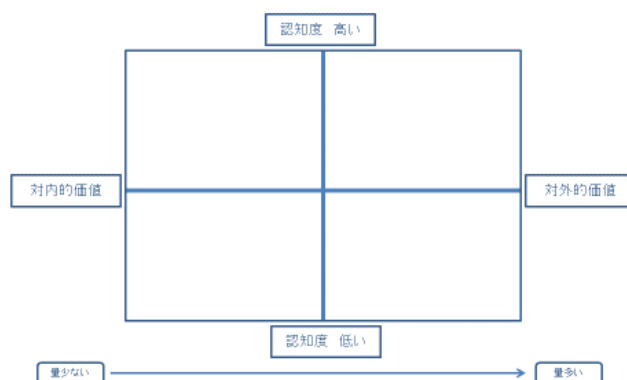 認知度 高い
対内的価値
対外的価値
認知度 低い
量少ない
量多い